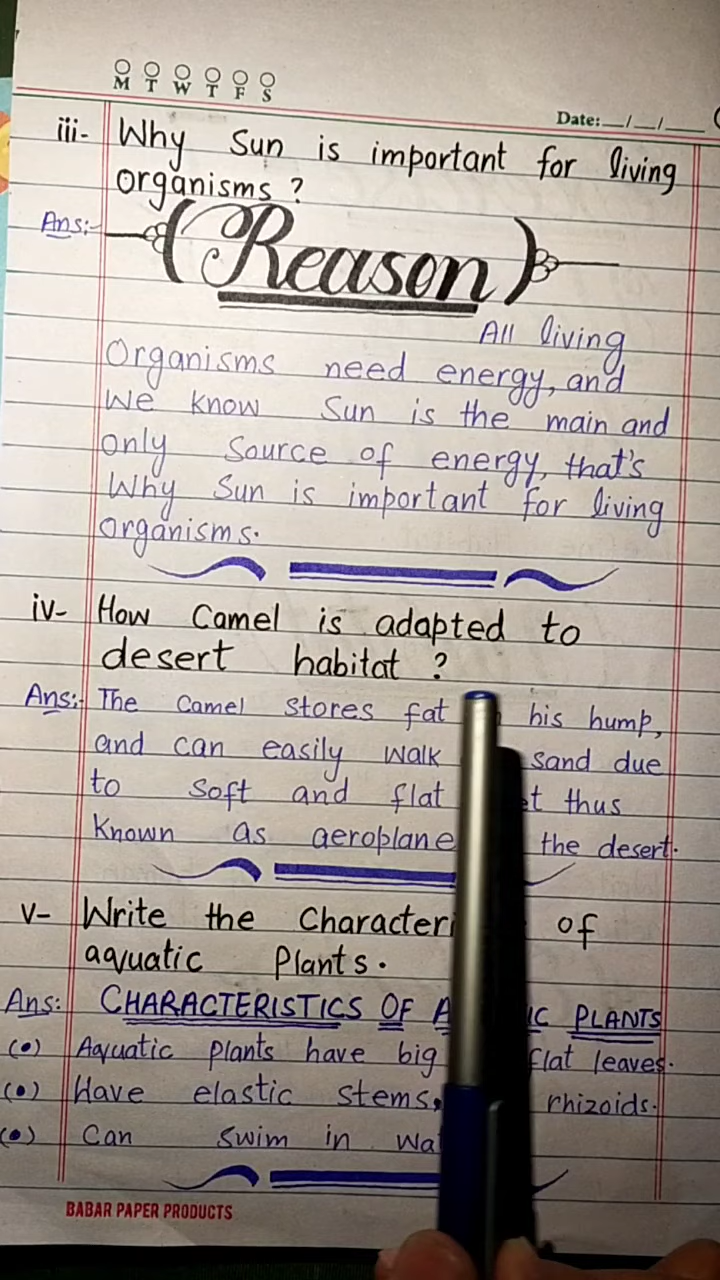 M T W T F S
Date:__/__/__
iii- Why Sun is important for living
organisms ?
Ans:- (Reason)
All living
Organisms need energy, and
we know Sun is the main and
only Source of energy, that's
Why Sun is important for living
organisms.
iv- How Camel is adapted to
desert habitat ?
Ans:- The Camel Stores fat his hump,
and can easily walk sand due
to soft and flat thus
Known as aeroplane the desert.
v- Write the of
aquatic Plants.
Ans: CHARACTERISTICS OF PLANTS
(•) Aquatic plants have big flat leaves.
(•) Have elastic stems, rhizoids.
(•) Can swim in
BABAR PAPER PRODUCTS